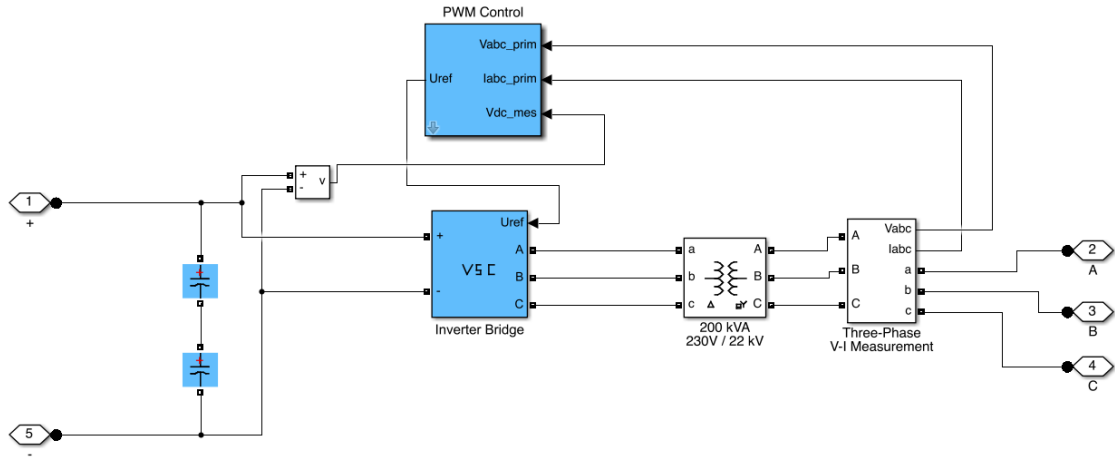 PWM Control
Vabc_prim
Uref
Iabc_prim
Vdc_mes
+
-
v
1
+
Uref
+
VSC
-
A
B
C
Inverter Bridge
a
b
c
A
B
C
Δ
Y
200 kVA
230V / 22 kV
A
B
C
Vabc
Iabc
a
b
c
Three-Phase
V-I Measurement
2
A
3
B
4
C
+
+
5
-